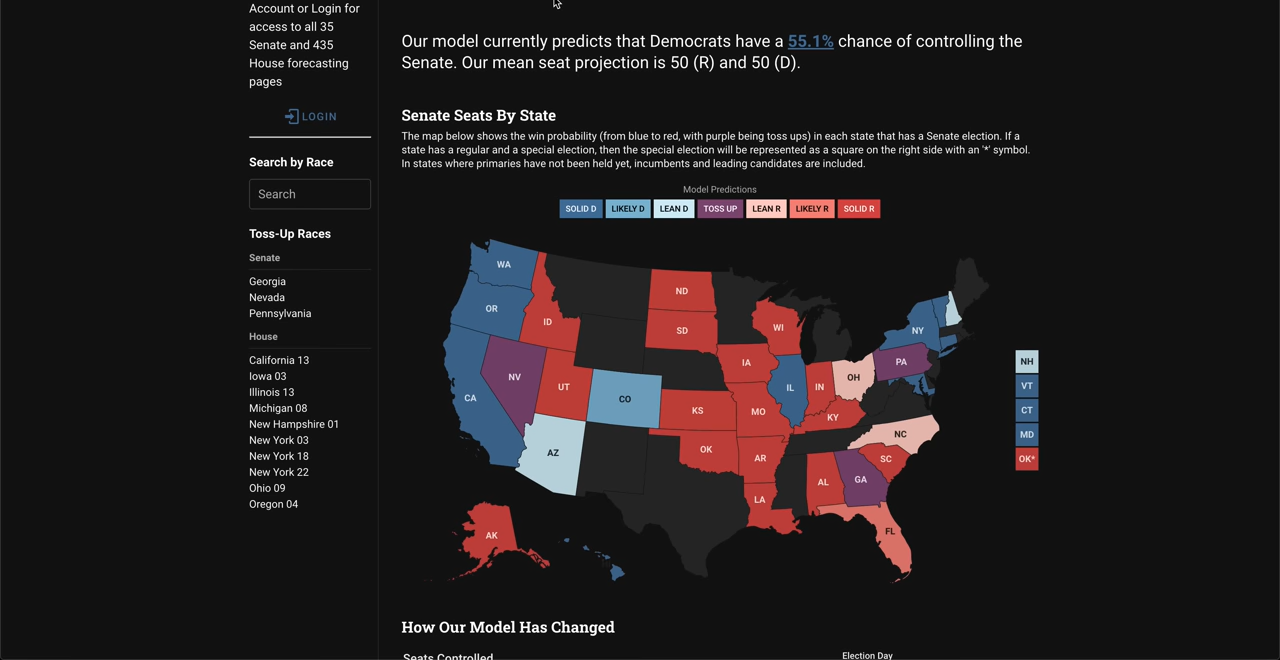 Account or Login for
access to all 35
Senate and 435
House forecasting
pages
LOGIN
Search by Race
Search
Toss-Up Races
Senate
Georgia
Nevada
Pennsylvania
House
California 13
Iowa 03
Illinois 13
Michigan 08
New Hampshire 01
New York 03
New York 18
New York 22
Ohio 09
Oregon 04
Our model currently predicts that Democrats have a 55.1% chance of controlling the
Senate. Our mean seat projection is 50 (R) and 50 (D).
Senate Seats By State
The map below shows the win probability (from blue to red, with purple being toss ups) in each state that has a Senate election. If a
state has a regular and a special election, then the special election will be represented as a square on the right side with an '*' symbol.
In states where primaries have not been held yet, incumbents and leading candidates are included.
Model Predictions
SOLID D LIKELY D LEAN D TOSS UP LEAN R LIKELY R SOLID R
WA
OR
ID
ND
SD
WI
NY
NV
UT
CA
CO
IA
IL
IN
OH
PA
KS
MO
KY
NC
AZ
OK
AR
SC
LA
AL
GA
AK
FL
NH
VT
CT
MD
OK*
How Our Model Has Changed
Seats Controlled
Election Day